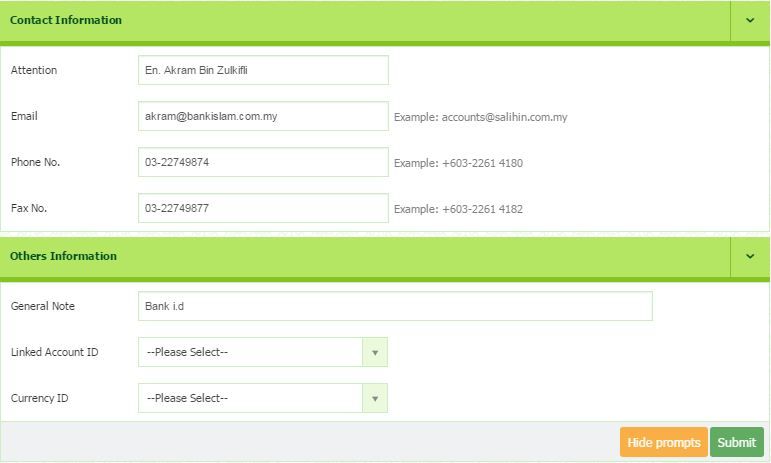 Contact Information
Attention En. Akram Bin Zulkifli
Email akram@bankislam.com.my Example: accounts@salihin.com.my
Phone No. 03-22749874 Example: +603-2261 4180
Fax No. 03-22749877 Example: +603-2261 4182
Others Information
General Note Bank i.d
Linked Account ID --Please Select--
Currency ID --Please Select--
Hide prompts Submit